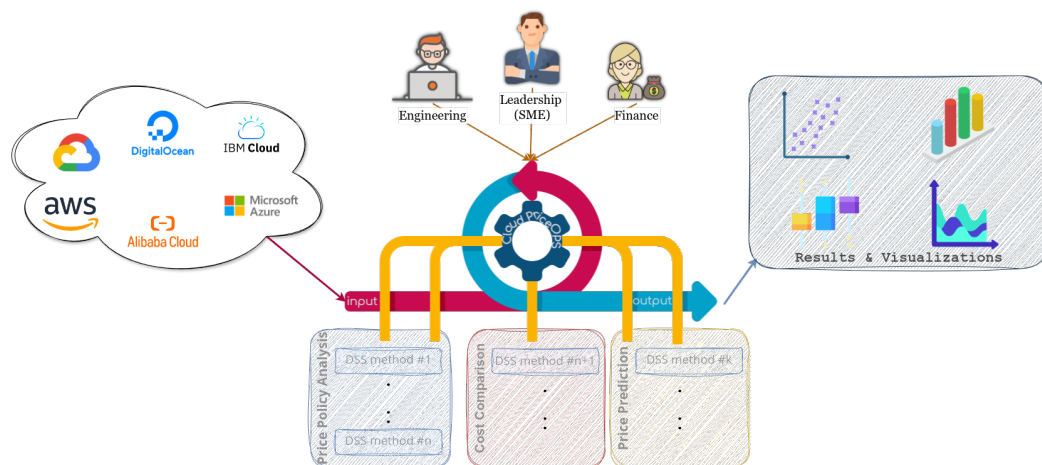 Engineering
Leadership
(SME)
Finance
DigitalOcean
IBM Cloud
aws
Alibaba Cloud
Microsoft
Azure
Cloud PriceOps
input
output
Results & Visualizations
Price Policy Analysis
DSS method #1
DSS method #n
Cost Comparison
DSS method #n+1
Price Prediction
DSS method #k